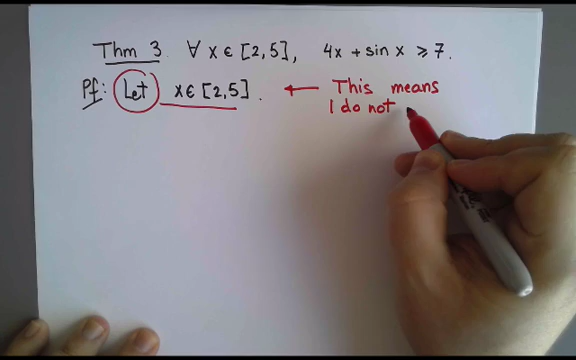 Thm 3. ∀ x ∈ [2,5], 4x + sin x ≥ 7.
Pf: Let x ∈ [2,5]. ← This means
I do not